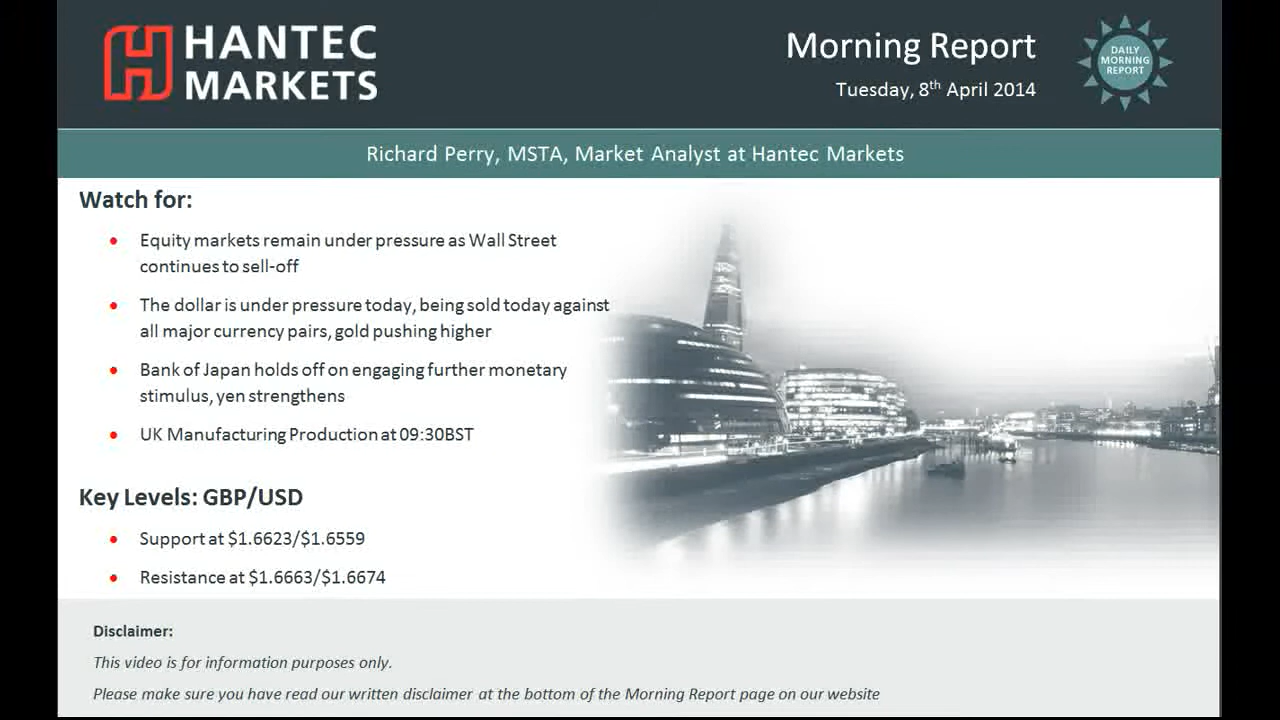 HANTEC
MARKETS
Morning Report
Tuesday, 8th April 2014
DAILY
MORNING
REPORT
Richard Perry, MSTA, Market Analyst at Hantec Markets
Watch for:
Equity markets remain under pressure as Wall Street
continues to sell-off
The dollar is under pressure today, being sold today against
all major currency pairs, gold pushing higher
Bank of Japan holds off on engaging further monetary
stimulus, yen strengthens
UK Manufacturing Production at 09:30BST
Key Levels: GBP/USD
Support at $1.6623/$1.6559
Resistance at $1.6663/$1.6674
Disclaimer:
This video is for information purposes only.
Please make sure you have read our written disclaimer at the bottom of the Morning Report page on our website